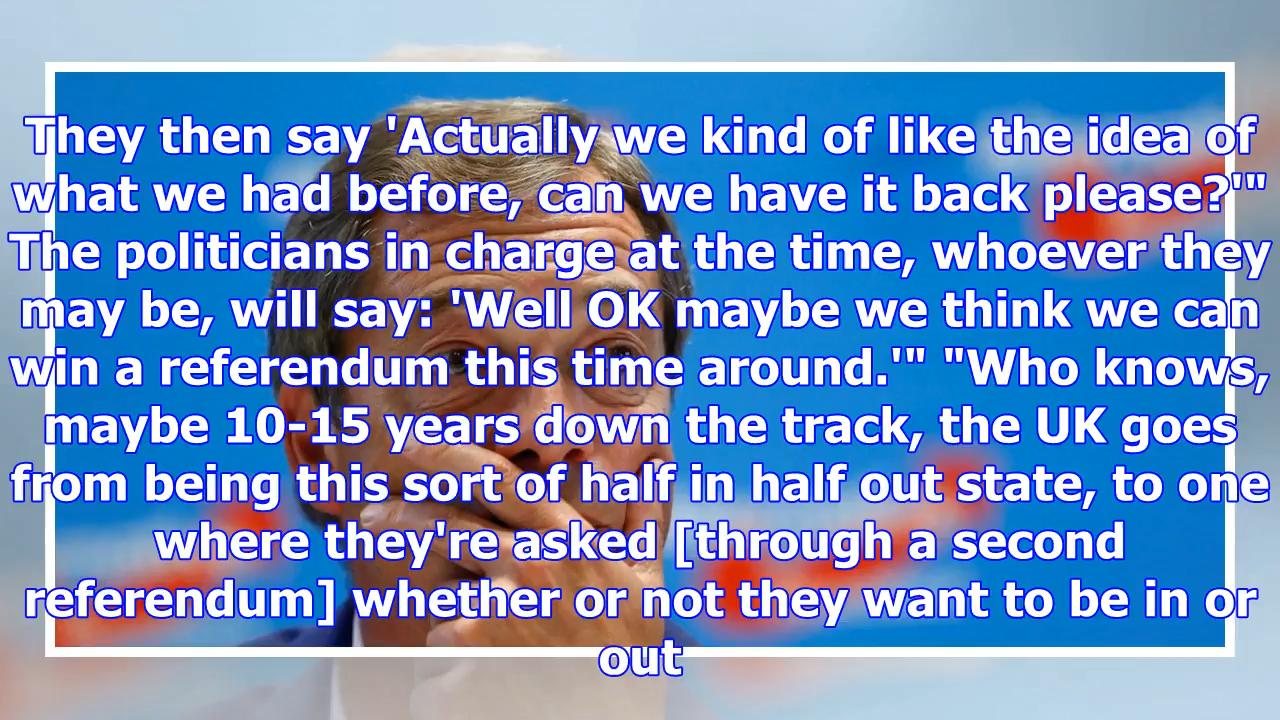 They then say 'Actually we kind of like the idea of
what we had before, can we have it back please?'"
The politicians in charge at the time, whoever they
may be, will say: 'Well OK maybe we think we can
win a referendum this time around.'" "Who knows,
maybe 10-15 years down the track, the UK goes
from being this sort of half in half out state, to one
where they're asked [through a second
referendum] whether or not they want to be in or
out